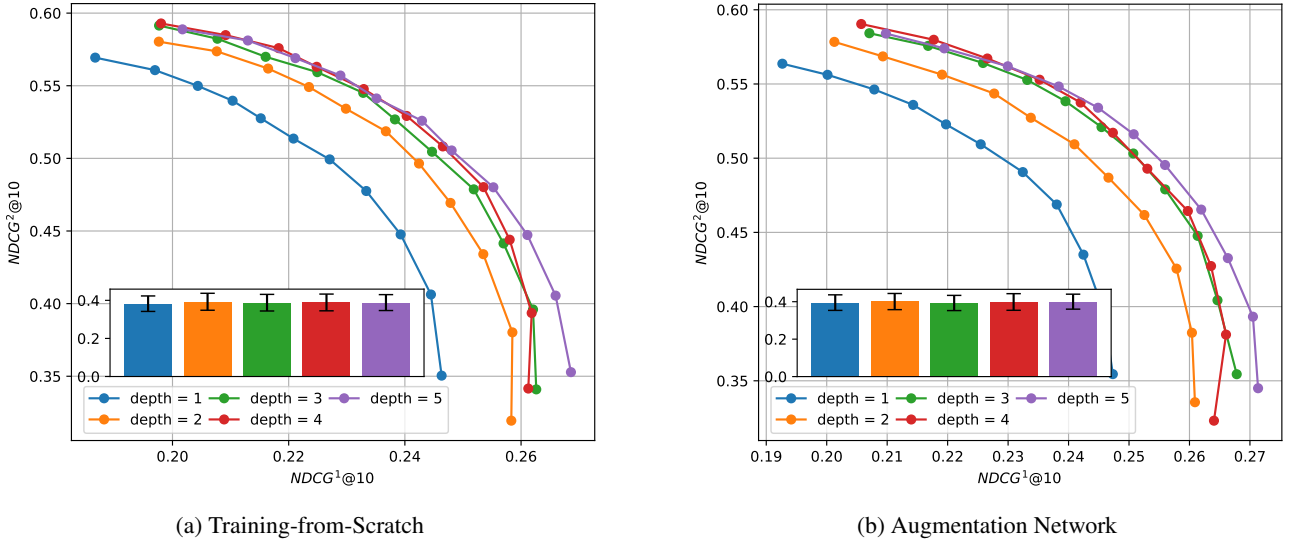 0.60
0.55
0.50
0.45
0.40
0.35
NDCG²@10
0.4
0.2
0.0
depth = 1
depth = 3
depth = 5
depth = 2
depth = 4
0.20
0.22
0.24
0.26
NDCG¹@10
(a) Training-from-Scratch
0.60
0.55
0.50
0.45
0.40
0.35
NDCG²@10
0.4
0.2
0.0
depth = 1
depth = 3
depth = 5
depth = 2
depth = 4
0.19
0.20
0.21
0.22
0.23
0.24
0.25
0.26
0.27
NDCG¹@10
(b) Augmentation Network